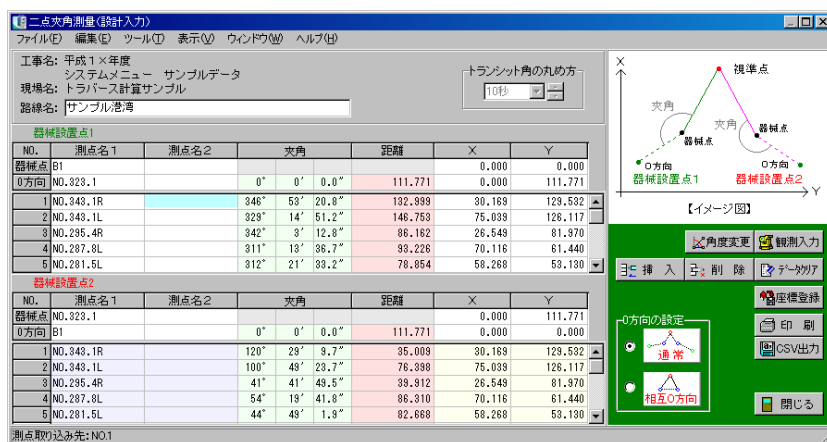 二点夾角測量(設計入力)
ファイル(F) 編集(E) ツール(T) 表示(V) ウィンドウ(W) ヘルプ(H)
工事名: 平成1×年度
システムメニュー サンプルデータ
現場名: トラバース計算サンプル
路線名: サンプル港湾
トランシット角の丸め方
10秒
器械設置点1
NO. 測点名1 測点名2 夾角 距離 X Y
器械点 B1 0.000 0.000
0方向 NO.323.1 0° 0′ 0.0″ 111.771 0.000 111.771
1 NO.343.1R 346° 53′ 20.8″ 132.999 30.169 129.532
2 NO.343.1L 329° 14′ 51.2″ 146.753 75.039 126.117
3 NO.295.4R 342° 3′ 12.8″ 86.162 26.549 81.970
4 NO.287.8L 311° 13′ 36.7″ 93.226 70.116 61.440
5 NO.281.5L 312° 21′ 33.2″ 78.854 58.268 53.130
器械設置点2
NO. 測点名1 測点名2 夾角 距離 X Y
器械点 NO.323.1 0.000 111.771
0方向 B1 0° 0′ 0.0″ 111.771 0.000 0.000
1 NO.343.1R 120° 29′ 9.7″ 35.009 30.169 129.532
2 NO.343.1L 100° 49′ 23.7″ 76.398 75.039 126.117
3 NO.295.4R 41° 41′ 49.5″ 39.912 26.549 81.970
4 NO.287.8L 54° 19′ 41.8″ 86.310 70.116 61.440
5 NO.281.5L 44° 49′ 1.9″ 82.668 58.268 53.130
測点取り込み先:NO.1
X
視準点
夾角
夾角
器械点
器械点
0方向
0方向
器械設置点1
器械設置点2
Y
【イメージ図】
角度変更
観測入力
挿 入
削 除
データクリア
座標登録
印 刷
CSV出力
閉じる
0方向の設定
通常
相互0方向